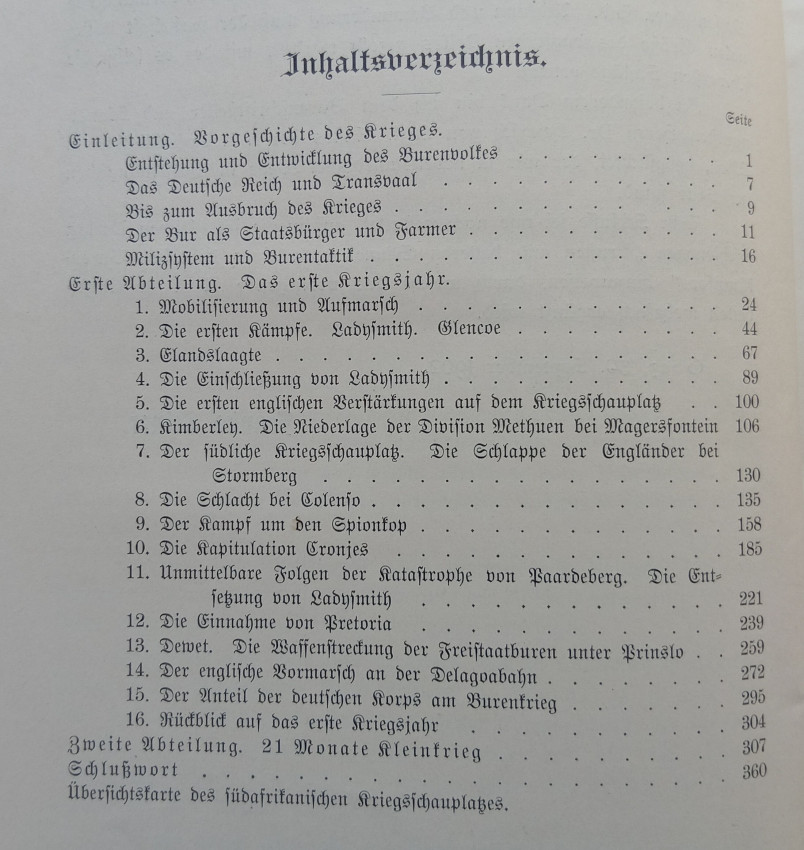 Inhaltsverzeichnis.
Seite
Einleitung. Vorgeschichte des Krieges.
Entstehung und Entwicklung des Burenvolkes . . . . . . . . 1
Das Deutsche Reich und Transvaal . . . . . . . . . 7
Bis zum Ausbruch des Krieges . . . . . . . . . . 9
Der Bur als Staatsbürger und Farmer . . . . . . . . 11
Milizsystem und Burentaktik . . . . . . . . . . . 16
Erste Abteilung. Das erste Kriegsjahr.
1. Mobilisierung und Aufmarsch . . . . . . . . . . 24
2. Die ersten Kämpfe. Ladysmith. Glencoe . . . . . . . 44
3. Elandslaagte . . . . . . . . . . . . . . . 67
4. Die Einschließung von Ladysmith . . . . . . . . . 89
5. Die ersten englischen Verstärkungen auf dem Kriegsschauplatz . . 100
6. Kimberley. Die Niederlage der Division Methuen bei Magersfontein 106
7. Der südliche Kriegsschauplatz. Die Schlappe der Engländer bei
Stormberg . . . . . . . . . . . . . . 130
8. Die Schlacht bei Colenso . . . . . . . . . . . 135
9. Der Kampf um den Spionkop . . . . . . . . . . 158
10. Die Kapitulation Cronjes . . . . . . . . . . . 185
11. Unmittelbare Folgen der Katastrophe von Paardeberg. Die Ent-
setzung von Ladysmith . . . . . . . . . . 221
12. Die Einnahme von Pretoria . . . . . . . . . . 239
13. Dewet. Die Waffenstreckung der Freistaatburen unter Prinslo . . 259
14. Der englische Vormarsch an der Delagoabahn . . . . . . 272
15. Der Anteil der deutschen Korps am Burenkrieg . . . . . 295
16. Rückblick auf das erste Kriegsjahr . . . . . . . . 304
Zweite Abteilung. 21 Monate Kleinkrieg . . . . . . . . 307
Schlußwort . . . . . . . . . . . . . . . . . 360
Übersichtskarte des südafrikanischen Kriegsschauplatzes.